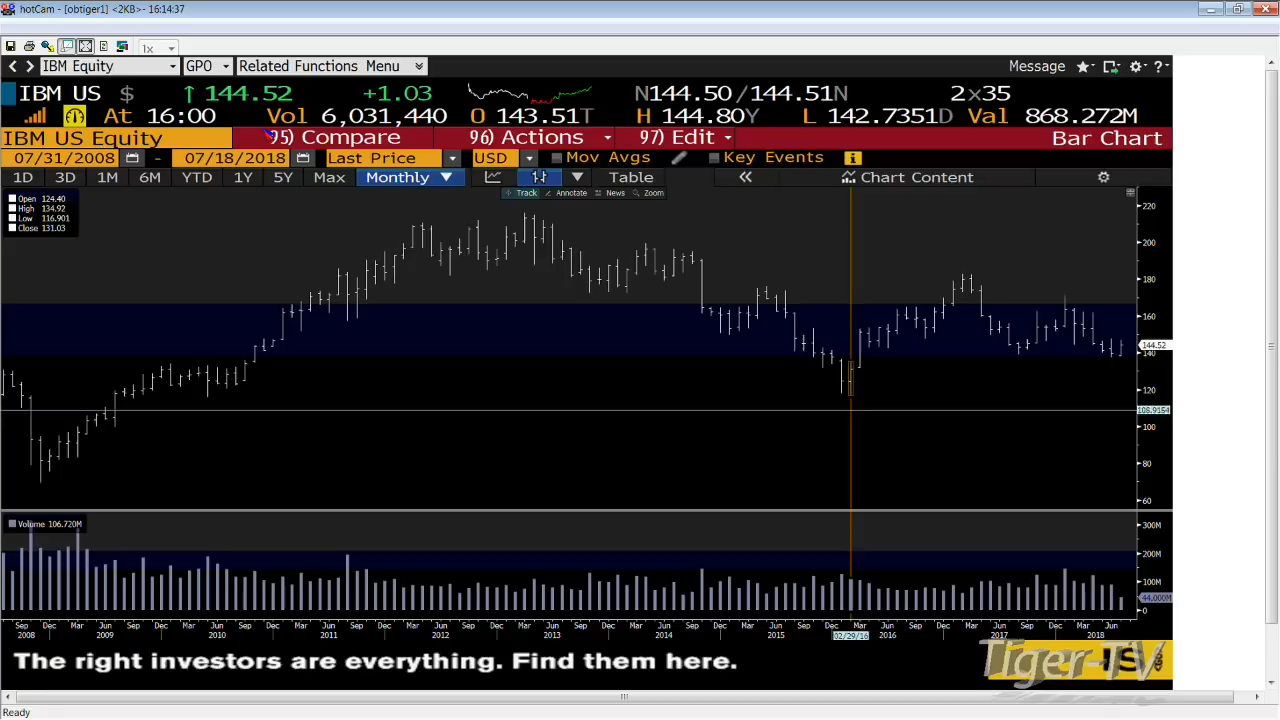 hotCam - [obtiger1] <2KB> - 16:14:37
1x
IBM Equity GPO Related Functions Menu Message
IBM US $ ↑ 144.52 +1.03 N144.50/144.51N 2×35
At 16:00 Vol 6,031,440 O 143.51T H 144.80Y L 142.7351D Val 868.272M
IBM US Equity 95) Compare 96) Actions 97) Edit Bar Chart
07/31/2008 - 07/18/2018 Last Price USD Mov Avgs Key Events
1D 3D 1M 6M YTD 1Y 5Y Max Monthly ▼ Table « Chart Content
Track Annotate News Zoom
Open 124.40
High 134.92
Low 116.901
Close 131.03
220
200
180
160
144.52
140
120
108.9154
100
80
60
Volume 106.720M
300M
200M
100M
44.000M
0
Sep Dec Mar Jun Sep Dec Mar Jun Sep Dec Mar Jun Sep Dec Mar Jun Sep Dec Mar Jun Sep Dec Mar Jun Sep Dec Mar Jun Sep Dec Mar Jun Sep Dec Mar Jun Sep Dec Mar Jun
2008 2009 2010 2011 2012 2013 2014 2015 02/29/16 2016 2017 2018
The right investors are everything. Find them here.
Tiger-TV
Ready